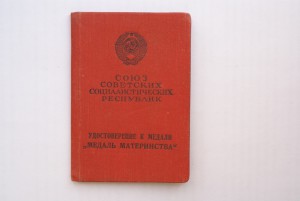 СОЮЗ
СОВЕТСКИХ
СОЦИАЛИСТИЧЕСКИХ
РЕСПУБЛИК
УДОСТОВЕРЕНИЕ К МЕДАЛИ
„МЕДАЛЬ МАТЕРИНСТВА"